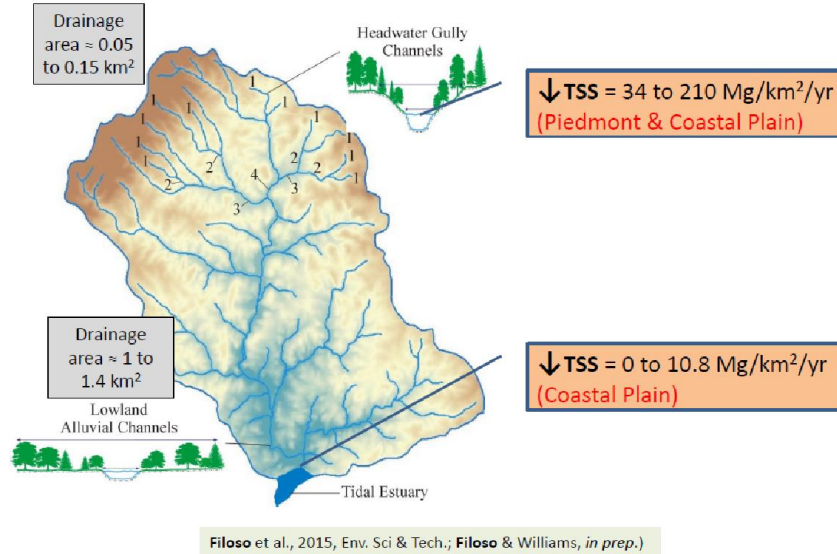 Drainage
area ≈ 0.05
to 0.15 km²
Headwater Gully
Channels
↓ TSS = 34 to 210 Mg/km²/yr
(Piedmont & Coastal Plain)
1
1
1
1
1
1
1
1
1
1
1
1
2
2
2
2
4
3
3
Drainage
area ≈ 1 to
1.4 km²
↓ TSS = 0 to 10.8 Mg/km²/yr
(Coastal Plain)
Lowland
Alluvial Channels
Tidal Estuary
Filoso et al., 2015, Env. Sci & Tech.; Filoso & Williams, in prep.)